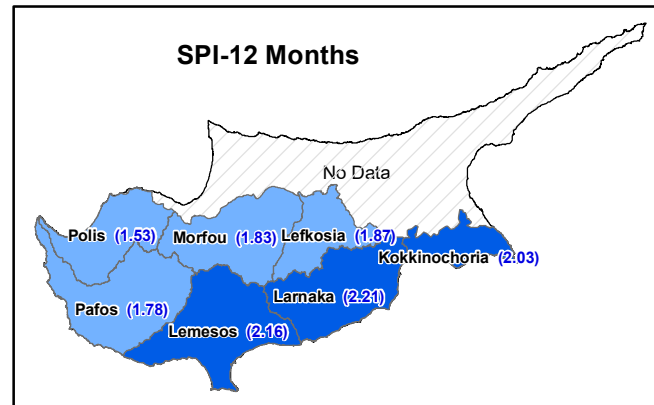 SPI-12 Months
No Data
Polis (1.53)
Morfou (1.83)
Lefkosia (1.87)
Kokkinochoria (2.03)
Pafos (1.78)
Larnaka (2.21)
Lemesos (2.16)